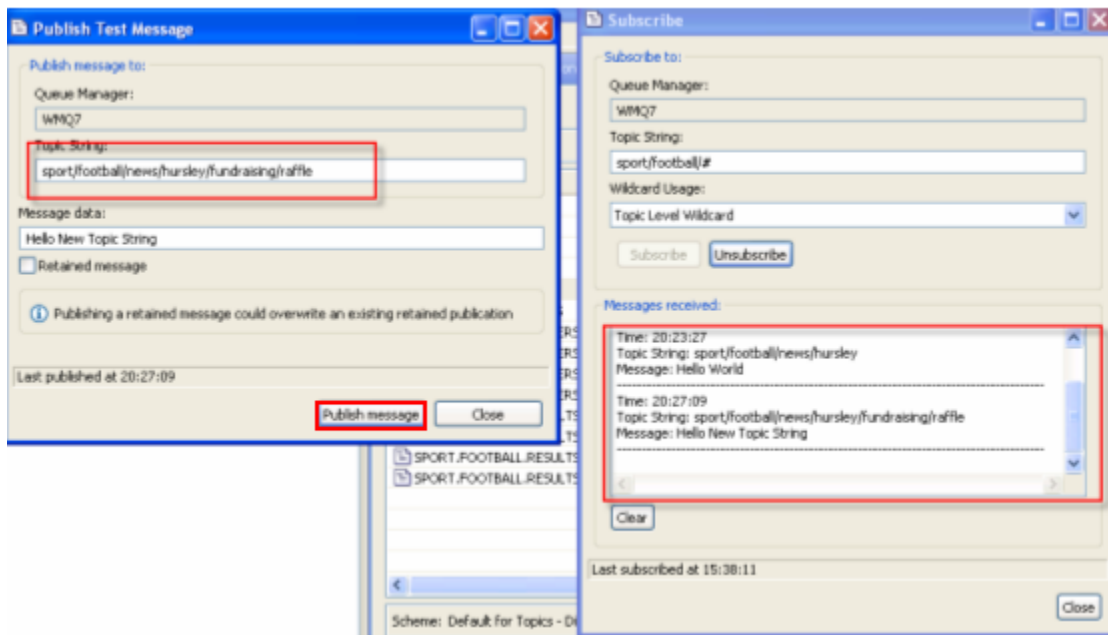 Publish Test Message
Publish message to:
Queue Manager:
WMQ7
Topic String:
sport/football/news/hursley/fundraising/raffle
Message data:
Hello New Topic String
Retained message
Publishing a retained message could overwrite an existing retained publication
Last published at 20:27:09
Publish message
Close
SPORT.FOOTBALL.RESULTS
SPORT.FOOTBALL.RESULTS
Scheme: Default for Topics - Di
Subscribe
Subscribe to:
Queue Manager:
WMQ7
Topic String:
sport/football/#
Wildcard Usage:
Topic Level Wildcard
Subscribe
Unsubscribe
Messages received:
Time: 20:23:27
Topic String: sport/football/news/hursley
Message: Hello World
Time: 20:27:09
Topic String: sport/football/news/hursley/fundraising/raffle
Message: Hello New Topic String
Clear
Last subscribed at 15:38:11
Close